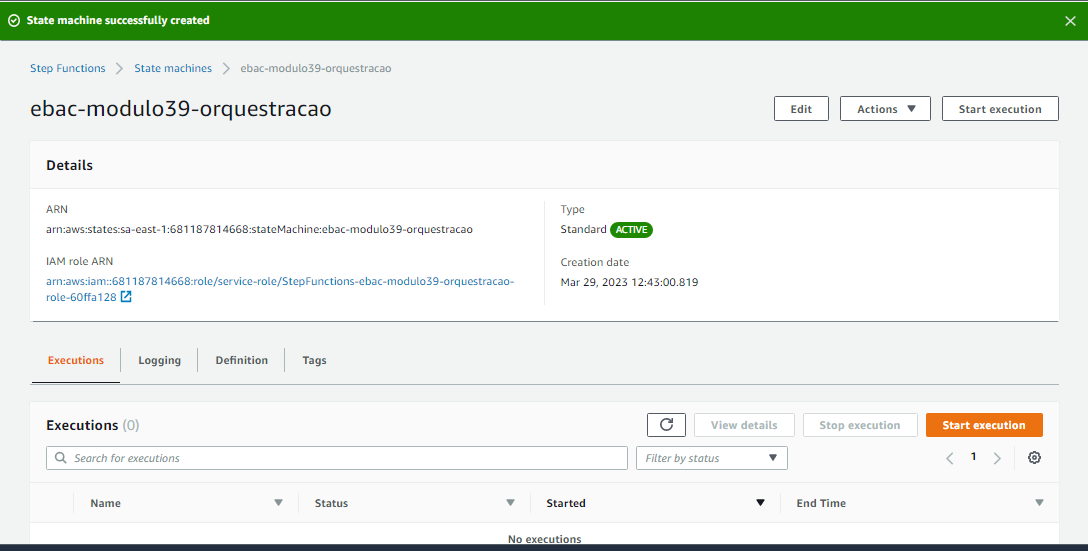 State machine successfully created
Step Functions
State machines
ebac-modulo39-orquestracao
ebac-modulo39-orquestracao
Edit
Actions
Start execution
Details
ARN
arn:aws:states:sa-east-1:681187814668:stateMachine:ebac-modulo39-orquestracao
IAM role ARN
arn:aws:iam::681187814668:role/service-role/StepFunctions-ebac-modulo39-orquestracao-
role-60ffa128
Type
Standard ACTIVE
Creation date
Mar 29, 2023 12:43:00.819
Executions
Logging
Definition
Tags
Executions (0)
View details
Stop execution
Start execution
Search for executions
Filter by status
1
Name
Status
Started
End Time
No executions